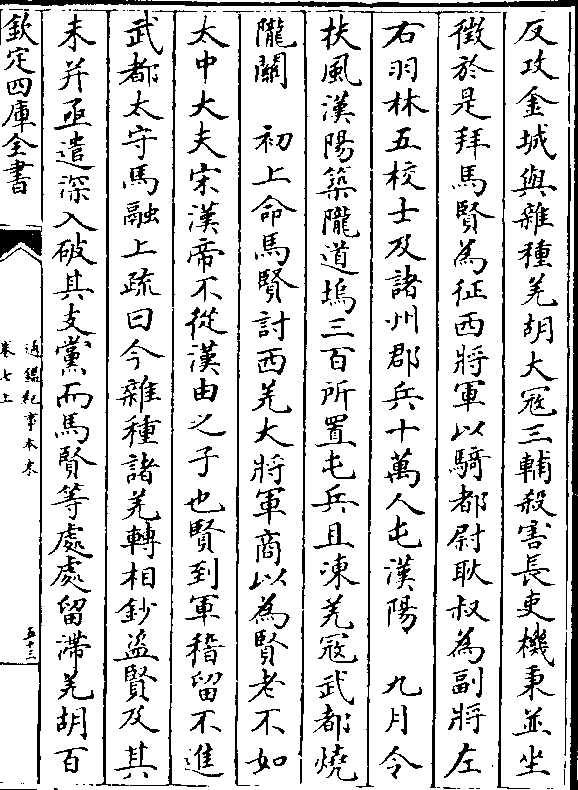 反攻金城與雜種羌胡大寇三輔殺害長吏機秉並坐
徵於是拜馬賢為征西將軍以騎都尉耿叔為副將左
右羽林五校士及諸州郡兵十萬人屯漢陽　九月令
扶風漢陽築隴道塢三百所置屯兵且凍羌寇武都燒
隴關　初上命馬賢討西羌大將軍商以為賢老不如
太中大夫宋漢帝不從漢由之子也賢到軍稽留不進
武都太守馬融上疏曰今雜種諸羌轉相鈔盜賢及其
未并亟遣深入破其支黨而馬賢等處處留滯羌胡百
欽定四庫全書
通鑑紀事本末
卷七上
五十三